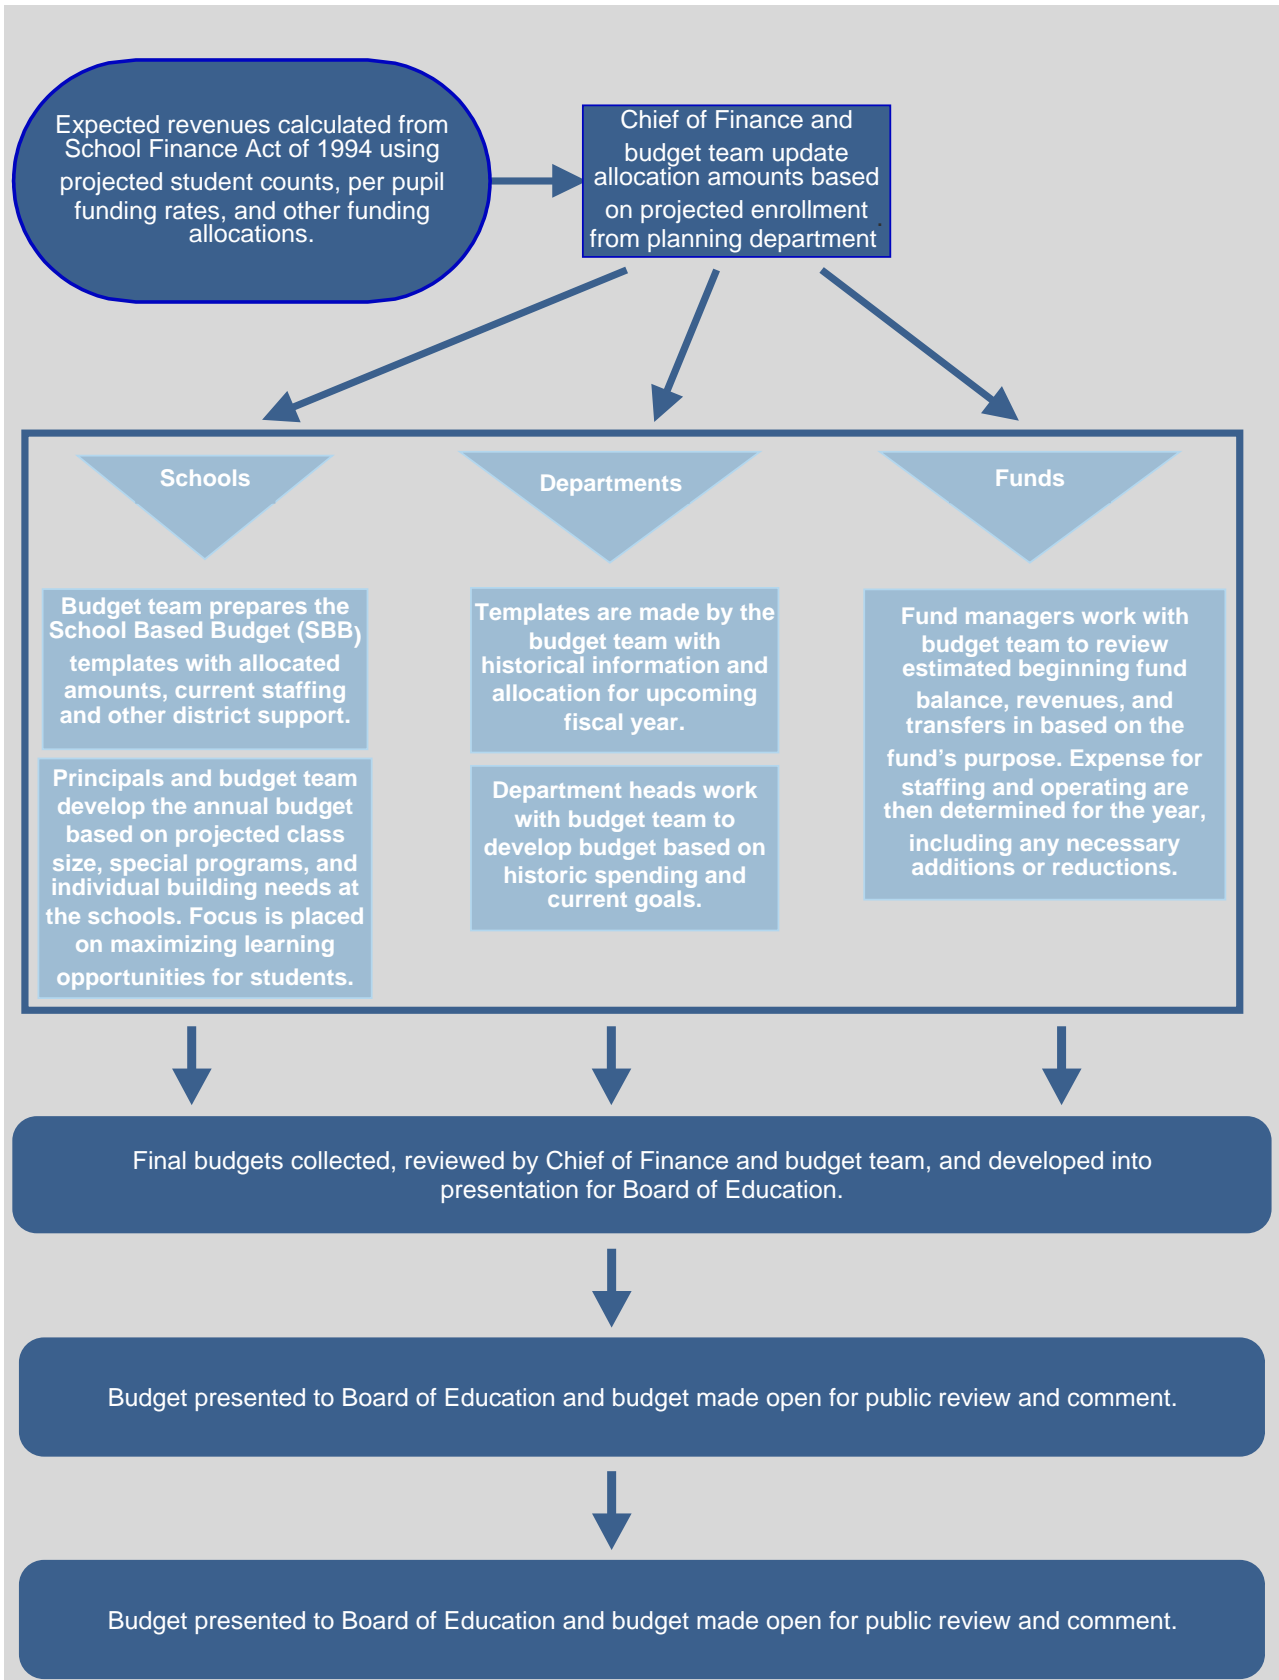 Expected revenues calculated from
School Finance Act of 1994 using
projected student counts, per pupil
funding rates, and other funding
allocations.
Chief of Finance and
budget team update
allocation amounts based
on projected enrollment
from planning department.
Schools
Budget team prepares the
School Based Budget (SBB)
templates with allocated
amounts, current staffing
and other district support.
Principals and budget team
develop the annual budget
based on projected class
size, special programs, and
individual building needs at
the schools. Focus is placed
on maximizing learning
opportunities for students.
Departments
Templates are made by the
budget team with
historical information and
allocation for upcoming
fiscal year.
Department heads work
with budget team to
develop budget based on
historic spending and
current goals.
Funds
Fund managers work with
budget team to review
estimated beginning fund
balance, revenues, and
transfers in based on the
fund’s purpose. Expense for
staffing and operating are
then determined for the year,
including any necessary
additions or reductions.
Final budgets collected, reviewed by Chief of Finance and budget team, and developed into
presentation for Board of Education.
Budget presented to Board of Education and budget made open for public review and comment.
Budget presented to Board of Education and budget made open for public review and comment.